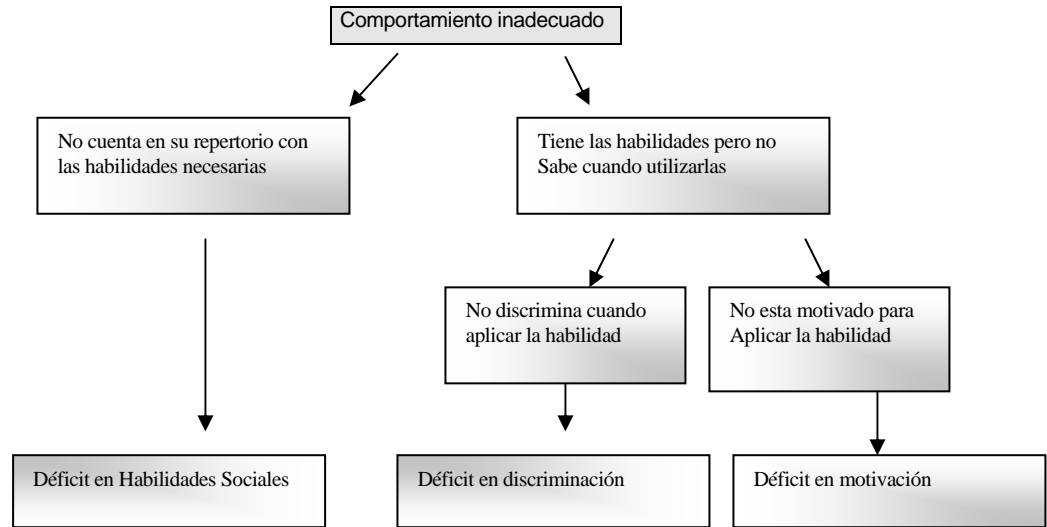 Comportamiento inadecuado
No cuenta en su repertorio con
las habilidades necesarias
Tiene las habilidades pero no
Sabe cuando utilizarlas
No discrimina cuando
aplicar la habilidad
No esta motivado para
Aplicar la habilidad
Déficit en Habilidades Sociales
Déficit en discriminación
Déficit en motivación